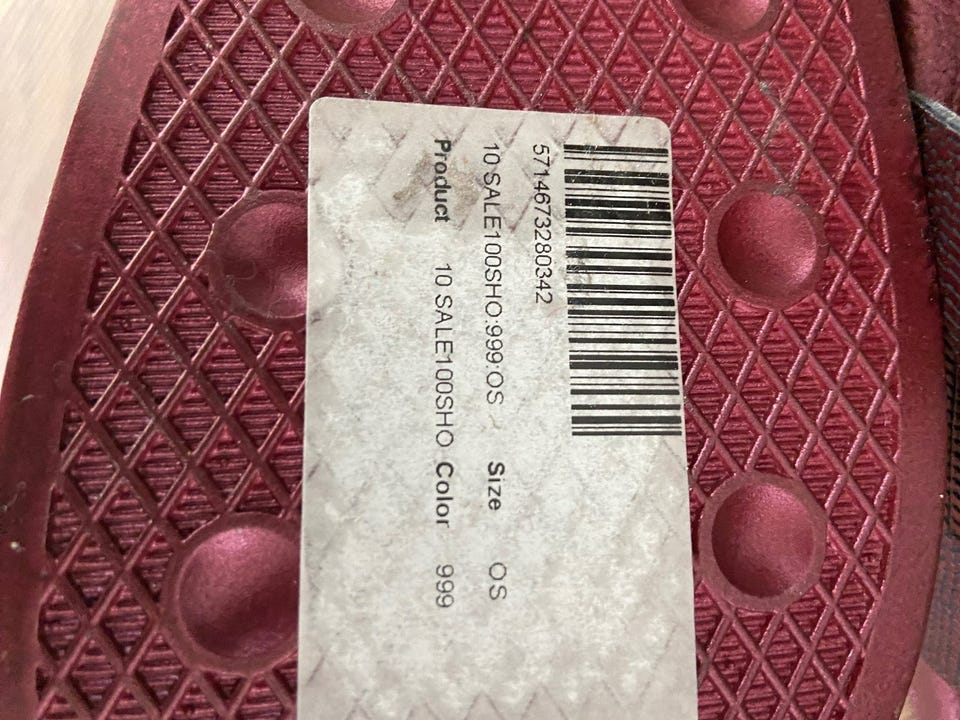 5714673280342
10 SALE100SHO:999:OS Size OS
Product 10 SALE100SHO Color 999